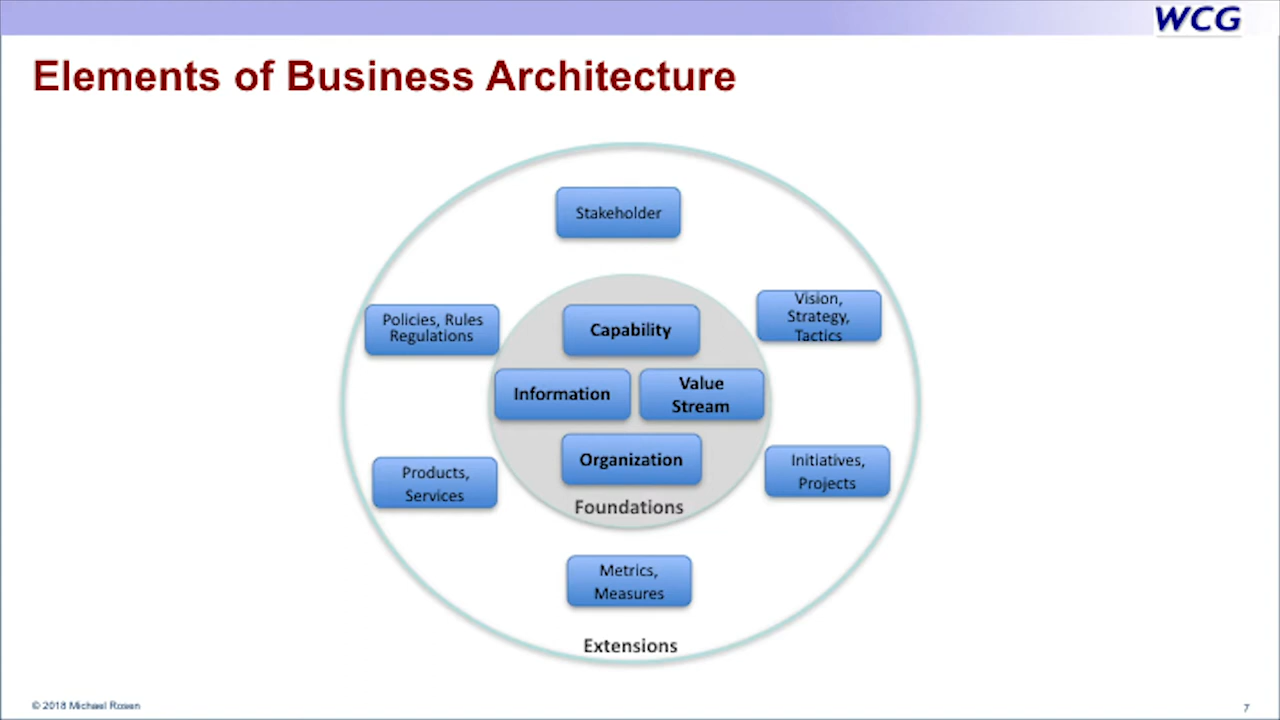 WCG
Elements of Business Architecture
Stakeholder
Policies, Rules
Regulations
Capability
Vision,
Strategy,
Tactics
Information
Value
Stream
Organization
Products,
Services
Initiatives,
Projects
Foundations
Metrics,
Measures
Extensions
© 2018 Michael Rosen
7